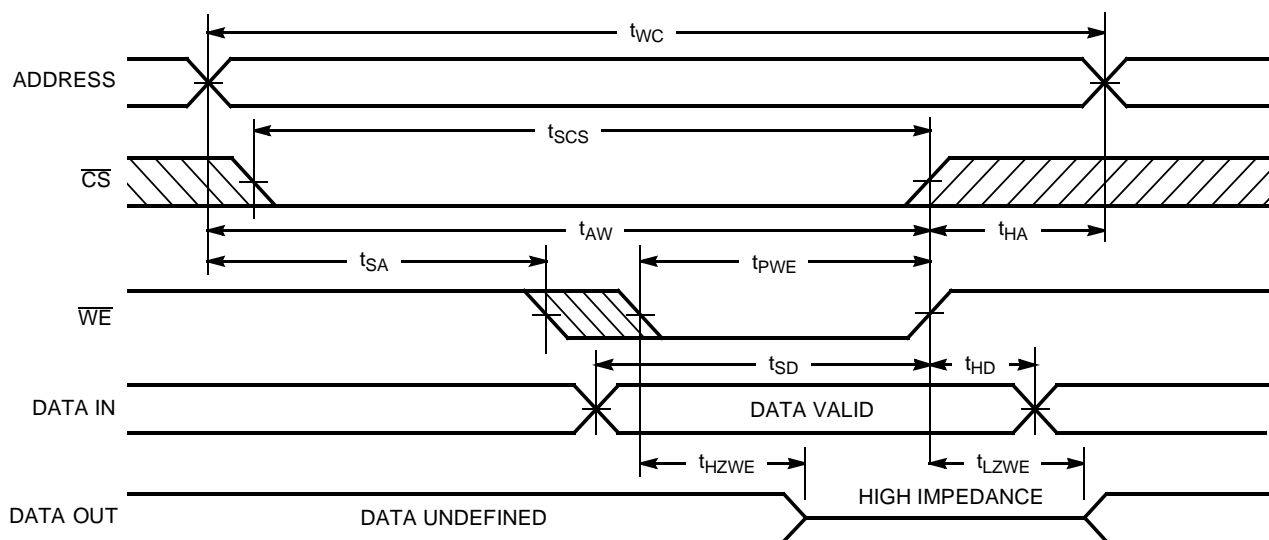 tWC
ADDRESS
tSCS
CS
tAW
tHA
tSA
tPWE
WE
tSD
tHD
DATA IN
DATA VALID
tHZWE
tLZWE
HIGH IMPEDANCE
DATA OUT
DATA UNDEFINED